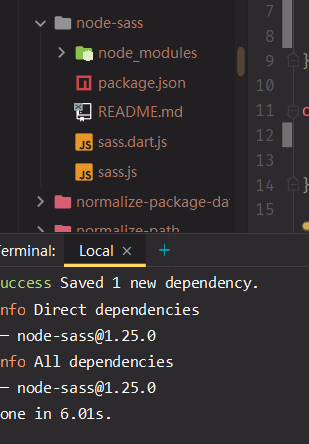 node-sass
node_modules
package.json
README.md
sass.dart.js
sass.js
normalize-package-da
normalize-path
7
8
9 }
10
11
12
13
14 }
15
Terminal: Local × +
uccess Saved 1 new dependency.
nfo Direct dependencies
─ node-sass@1.25.0
nfo All dependencies
─ node-sass@1.25.0
one in 6.01s.